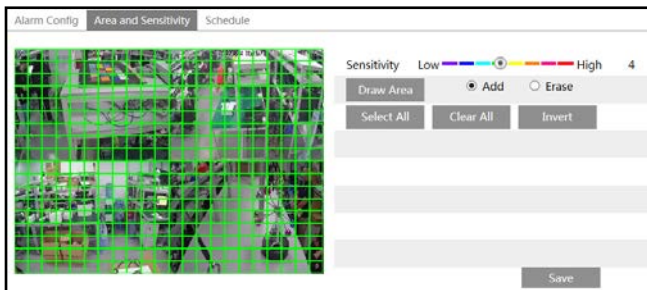 Alarm Config Area and Sensitivity Schedule
Sensitivity Low High 4
Draw Area Add Erase
Select All Clear All Invert
Save